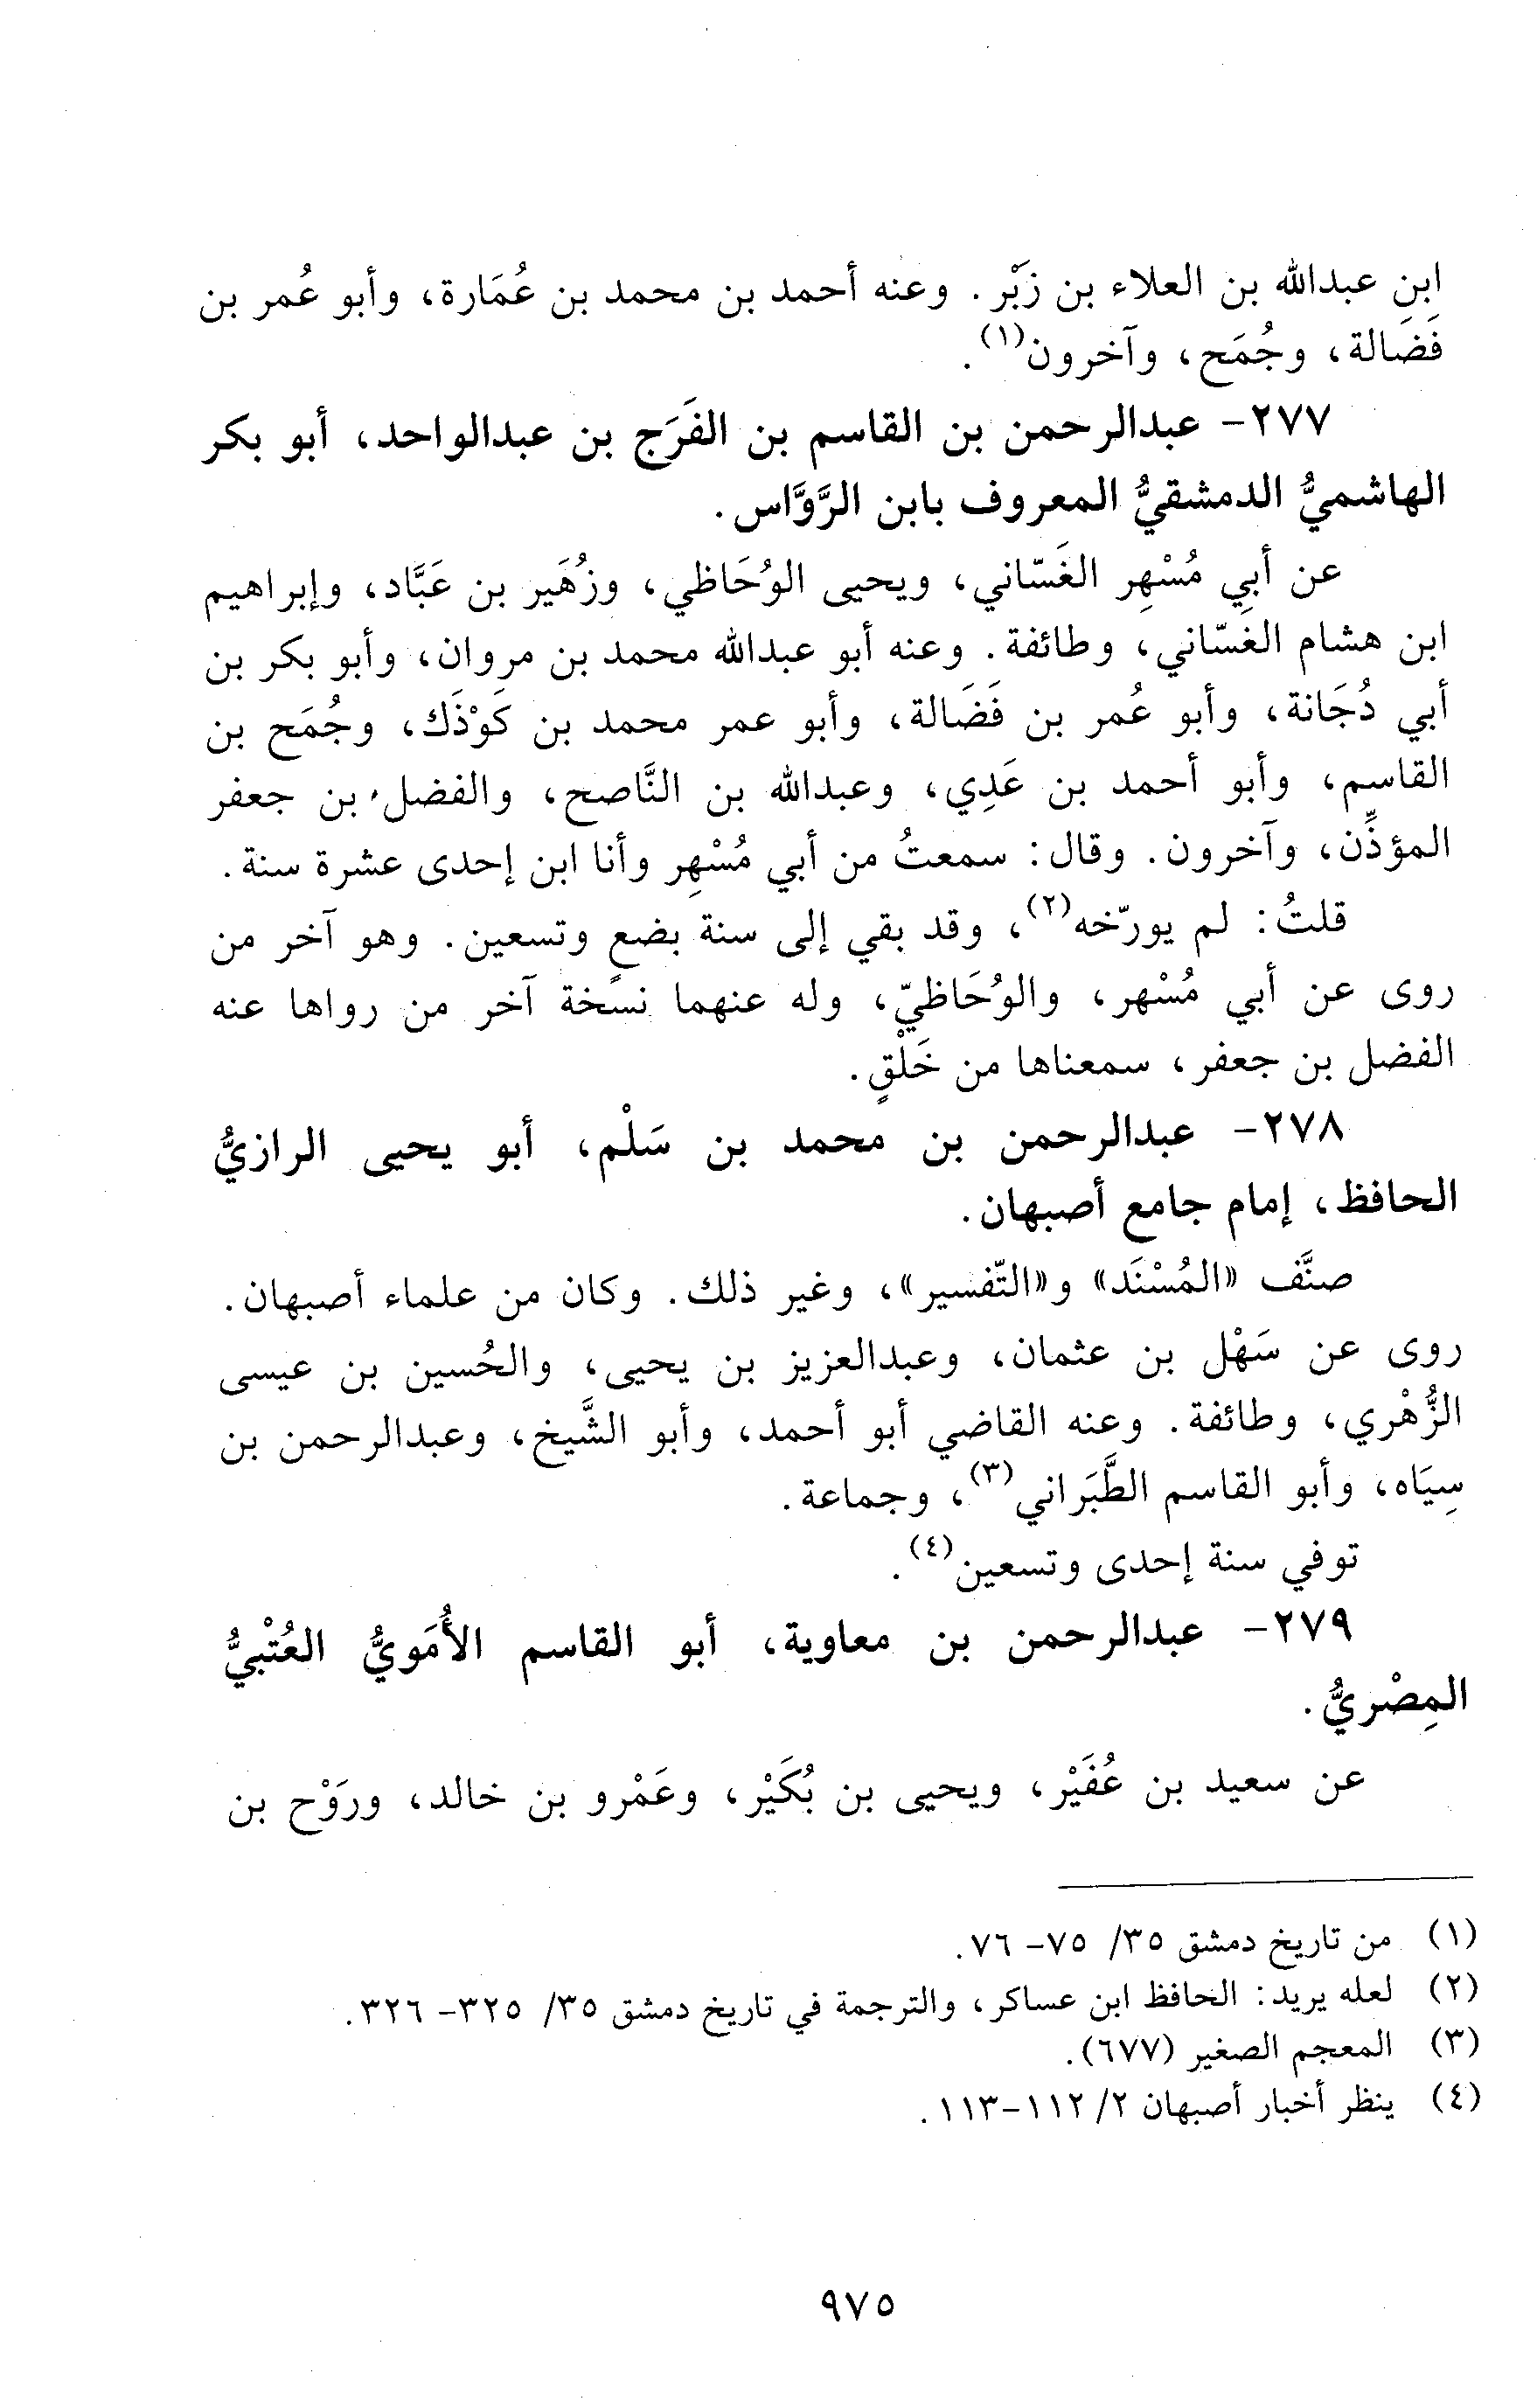 ابنِ عبدالله بن العلاء بن زَبْر. وعنه أحمد بن محمد بن عُمَارة، وأبو عُمر بن
فَضَالة، وجُمَح، وآخرون(١).
٢٧٧- عبدالرحمن بن القاسم بن الفَرَج بن عبدالواحد، أبو بكر
الهاشميُّ الدمشقيُّ المعروف بابن الرَّوَّاس.
عن أبي مُسْهِر الغَسّاني، ويحيى الوُحَاظي، وزُهَير بن عَبَّاد، وإبراهيم
ابن هشام الغسّاني، وطائفة. وعنه أبو عبدالله محمد بن مروان، وأبو بكر بن
أبي دُجَانة، وأبو عُمر بن فَضَالة، وأبو عمر محمد بن كَوْذَك، وجُمَح بن
القاسم، وأبو أحمد بن عَدِي، وعبدالله بن النَّاصح، والفضل بن جعفر
المؤذِّن، وآخرون. وقال: سمعتُ من أبي مُسْهِر وأنا ابن إحدى عشرة سنة.
قلتُ: لم يورّخه(٢)، وقد بقي إلى سنة بضعٍ وتسعين. وهو آخر من
روى عن أبي مُسْهر، والوُحَاظيّ، وله عنهما نسخة آخر من رواها عنه
الفضل بن جعفر، سمعناها من خَلْقٍ.
٢٧٨- عبدالرحمن بن محمد بن سَلْم، أبو يحيى الرازيُّ
الحافظ، إمام جامع أصبهان.
صنَّف «المُسْنَد» و«التّفسير»، وغير ذلك. وكان من علماء أصبهان.
روى عن سَهْل بن عثمان، وعبدالعزيز بن يحيى، والحُسين بن عيسى
الزُّهْري، وطائفة. وعنه القاضي أبو أحمد، وأبو الشَّيخ، وعبدالرحمن بن
سِيَاه، وأبو القاسم الطَّبَراني(٣)، وجماعة.
توفي سنة إحدى وتسعين(٤).
٢٧٩- عبدالرحمن بن معاوية، أبو القاسم الأُمَويُّ العُتْبيُّ
المِصْريُّ.
عن سعيد بن عُفَيْر، ويحيى بن بُكَيْر، وعَمْرو بن خالد، ورَوْح بن
(١) من تاريخ دمشق ٣٥/ ٧٥- ٧٦.
(٢) لعله يريد: الحافظ ابن عساكر، والترجمة في تاريخ دمشق ٣٥/ ٣٢٥- ٣٢٦.
(٣) المعجم الصغير (٦٧٧).
(٤) ينظر أخبار أصبهان ٢/ ١١٢-١١٣.
٩٧٥